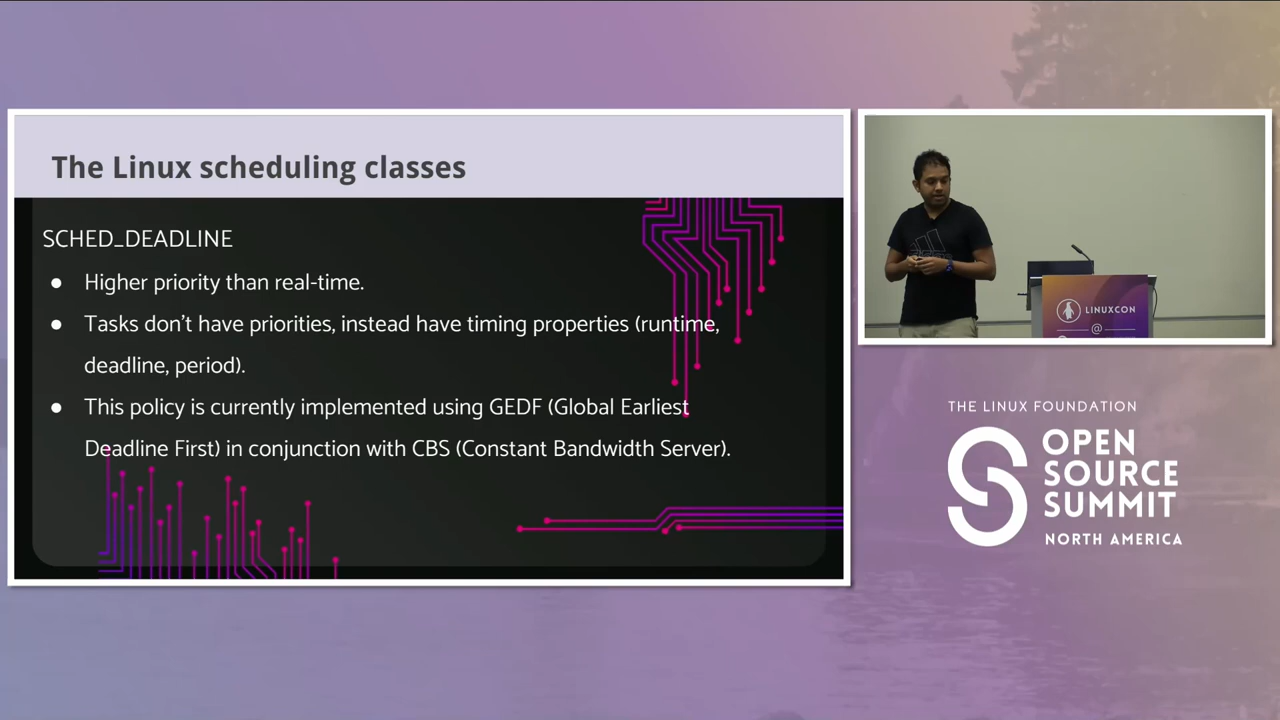 The Linux scheduling classes
SCHED_DEADLINE
● Higher priority than real-time.
● Tasks don't have priorities, instead have timing properties (runtime,
deadline, period).
● This policy is currently implemented using GEDF (Global Earliest
Deadline First) in conjunction with CBS (Constant Bandwidth Server).
LINUXCON
@
THE LINUX FOUNDATION
OPEN
SOURCE
SUMMIT
NORTH AMERICA